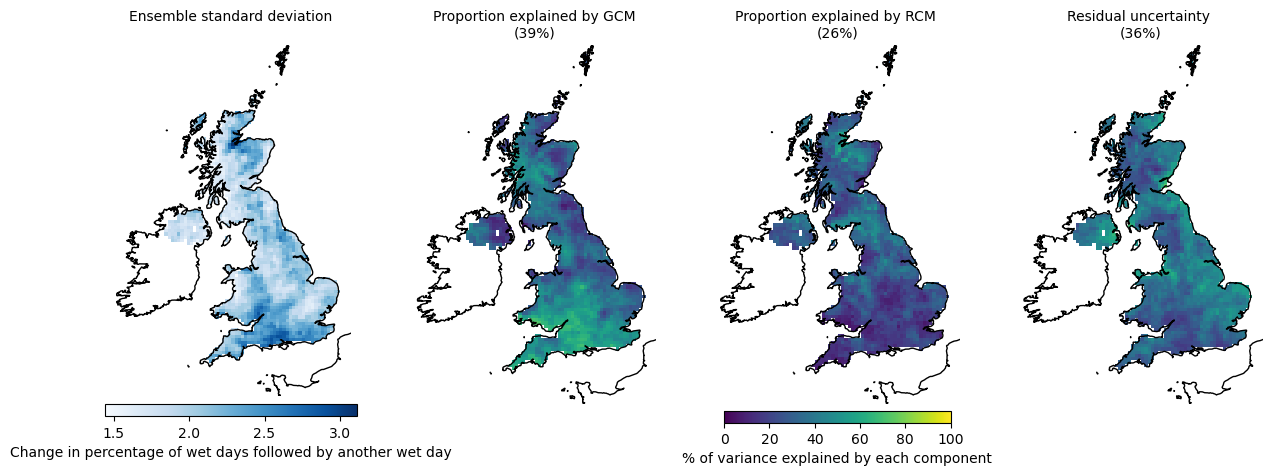 Ensemble standard deviation
Proportion explained by GCM
(39%)
Proportion explained by RCM
(26%)
Residual uncertainty
(36%)
1.5 2.0 2.5 3.0
Change in percentage of wet days followed by another wet day
0 20 40 60 80 100
% of variance explained by each component